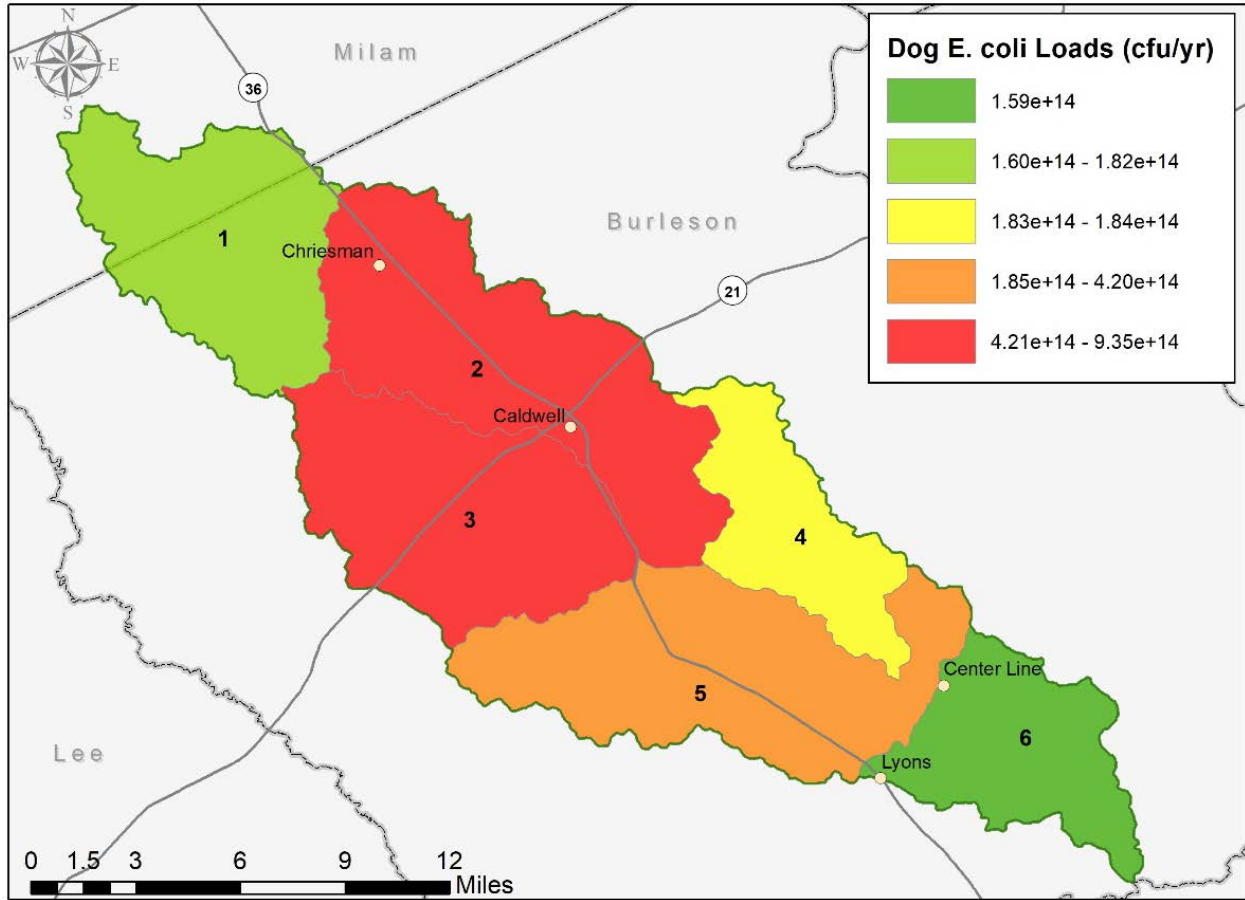 Milam
N
W E
S
36
Dog E. coli Loads (cfu/yr)
1.59e+14
1.60e+14 - 1.82e+14
1.83e+14 - 1.84e+14
1.85e+14 - 4.20e+14
4.21e+14 - 9.35e+14
Burleson
1
Chriesman
21
2
Caldwell
3
4
Center Line
5
6
Lee
Lyons
0 1.5 3 6 9 12
Miles